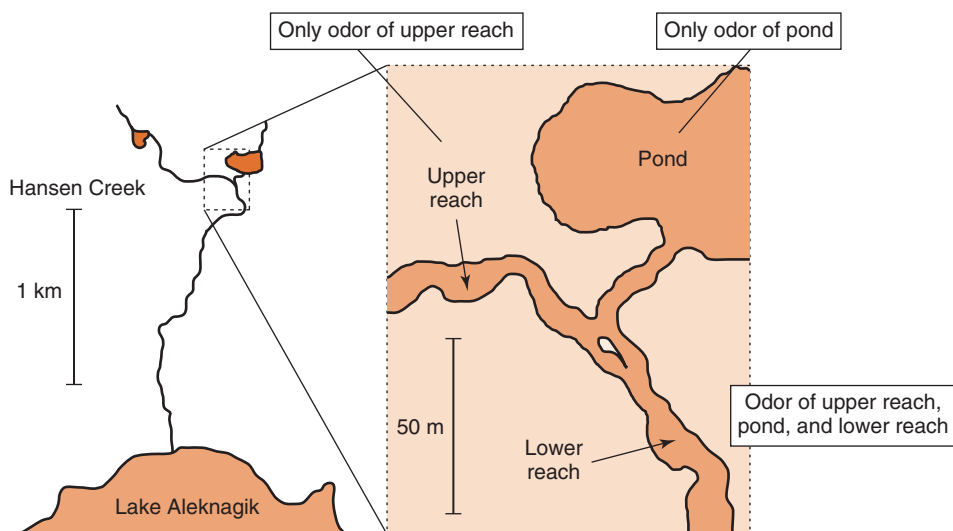 Only odor of upper reach
Only odor of pond
Hansen Creek
1 km
Lake Aleknagik
Upper
reach
Pond
50 m
Lower
reach
Odor of upper reach,
pond, and lower reach